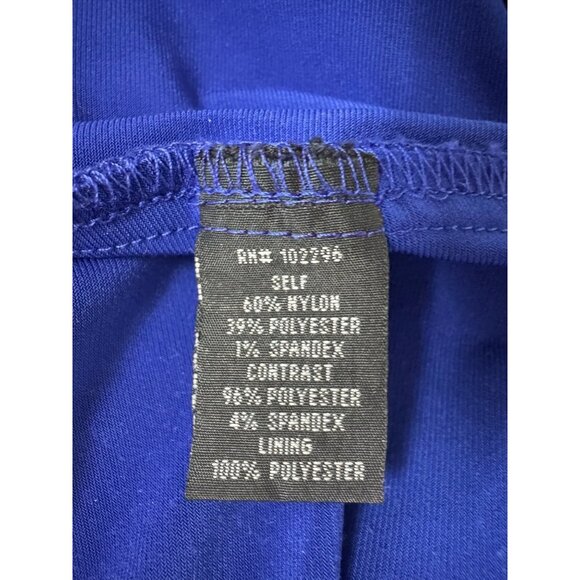 RN# 102296
SELF
60% NYLON
39% POLYESTER
1% SPANDEX
CONTRAST
96% POLYESTER
4% SPANDEX
LINING
100% POLYESTER